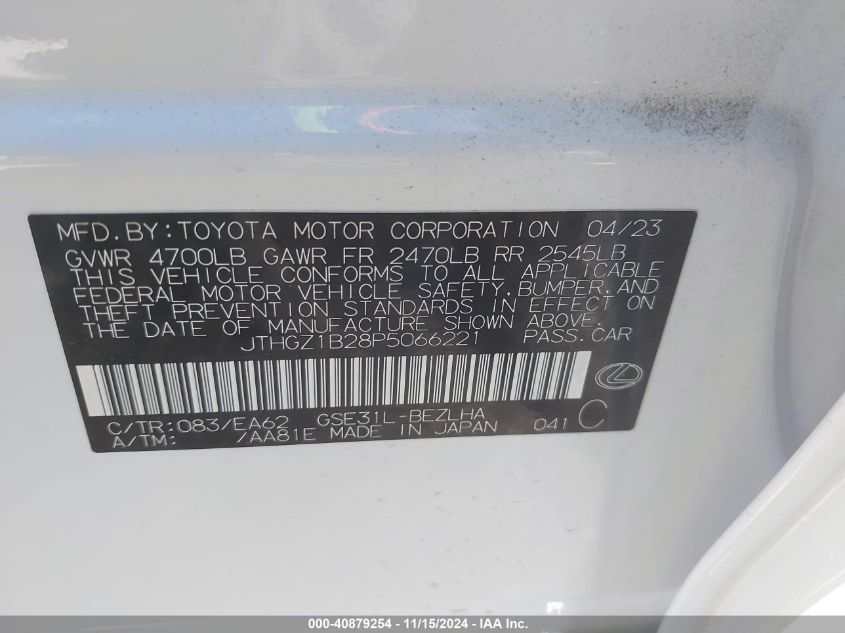 MFD.BY:TOYOTA MOTOR CORPORATION 04/23
GVWR 4700LB GAWR FR 2470LB RR 2545LB
THIS VEHICLE CONFORMS TO ALL APPLICABLE
FEDERAL MOTOR VEHICLE SAFETY,BUMPER,AND
THEFT PREVENTION STANDARDS IN EFFECT ON
THE DATE OF MANUFACTURE SHOWN ABOVE.
JTHGZ1B28P5066221 PASS.CAR
C/TR:083/EA62 GSE31L-BEZLHA
A/TM: /AA81E MADE IN JAPAN 041 C
000-40879254 - 11/15/2024 - IAA Inc.